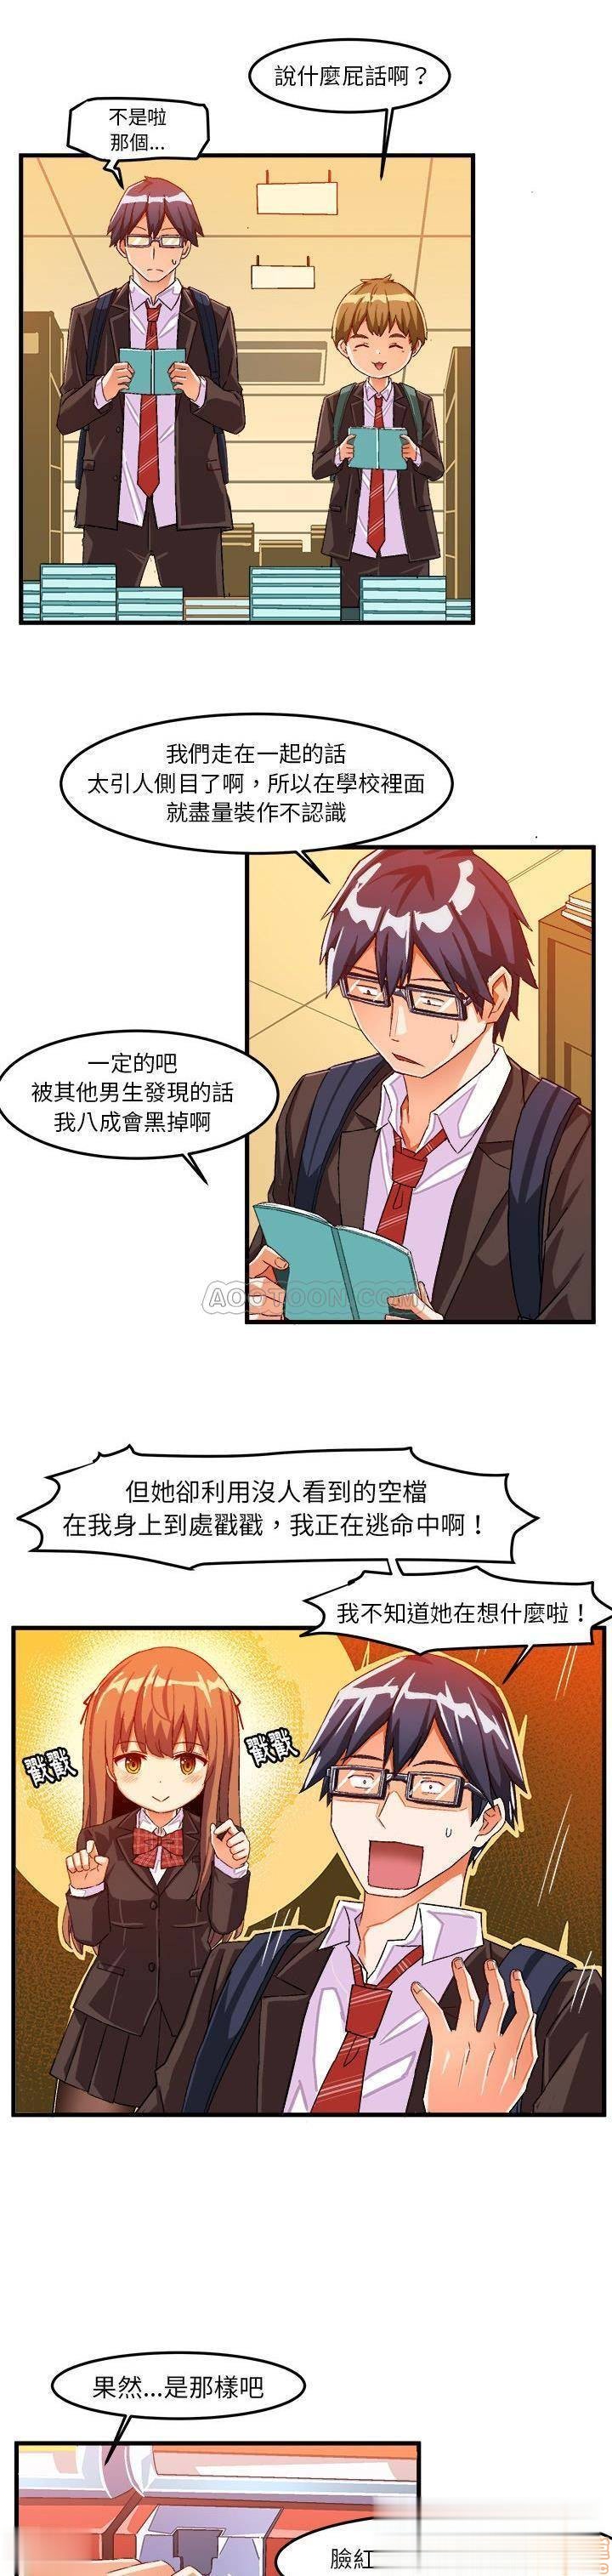 說什麼屁話啊？
不是啦
那個…
我們走在一起的話
太引人側目了啊，所以在學校裡面
就盡量裝作不認識
一定的吧
被其他男生發現的話
我八成會黑掉啊
AOOTOON.COM
但她卻利用沒人看到的空檔
在我身上到處戳戳，我正在逃命中啊！
我不知道她在想什麼啦！
戳戳
戳戳
果然…是那樣吧
臉紅